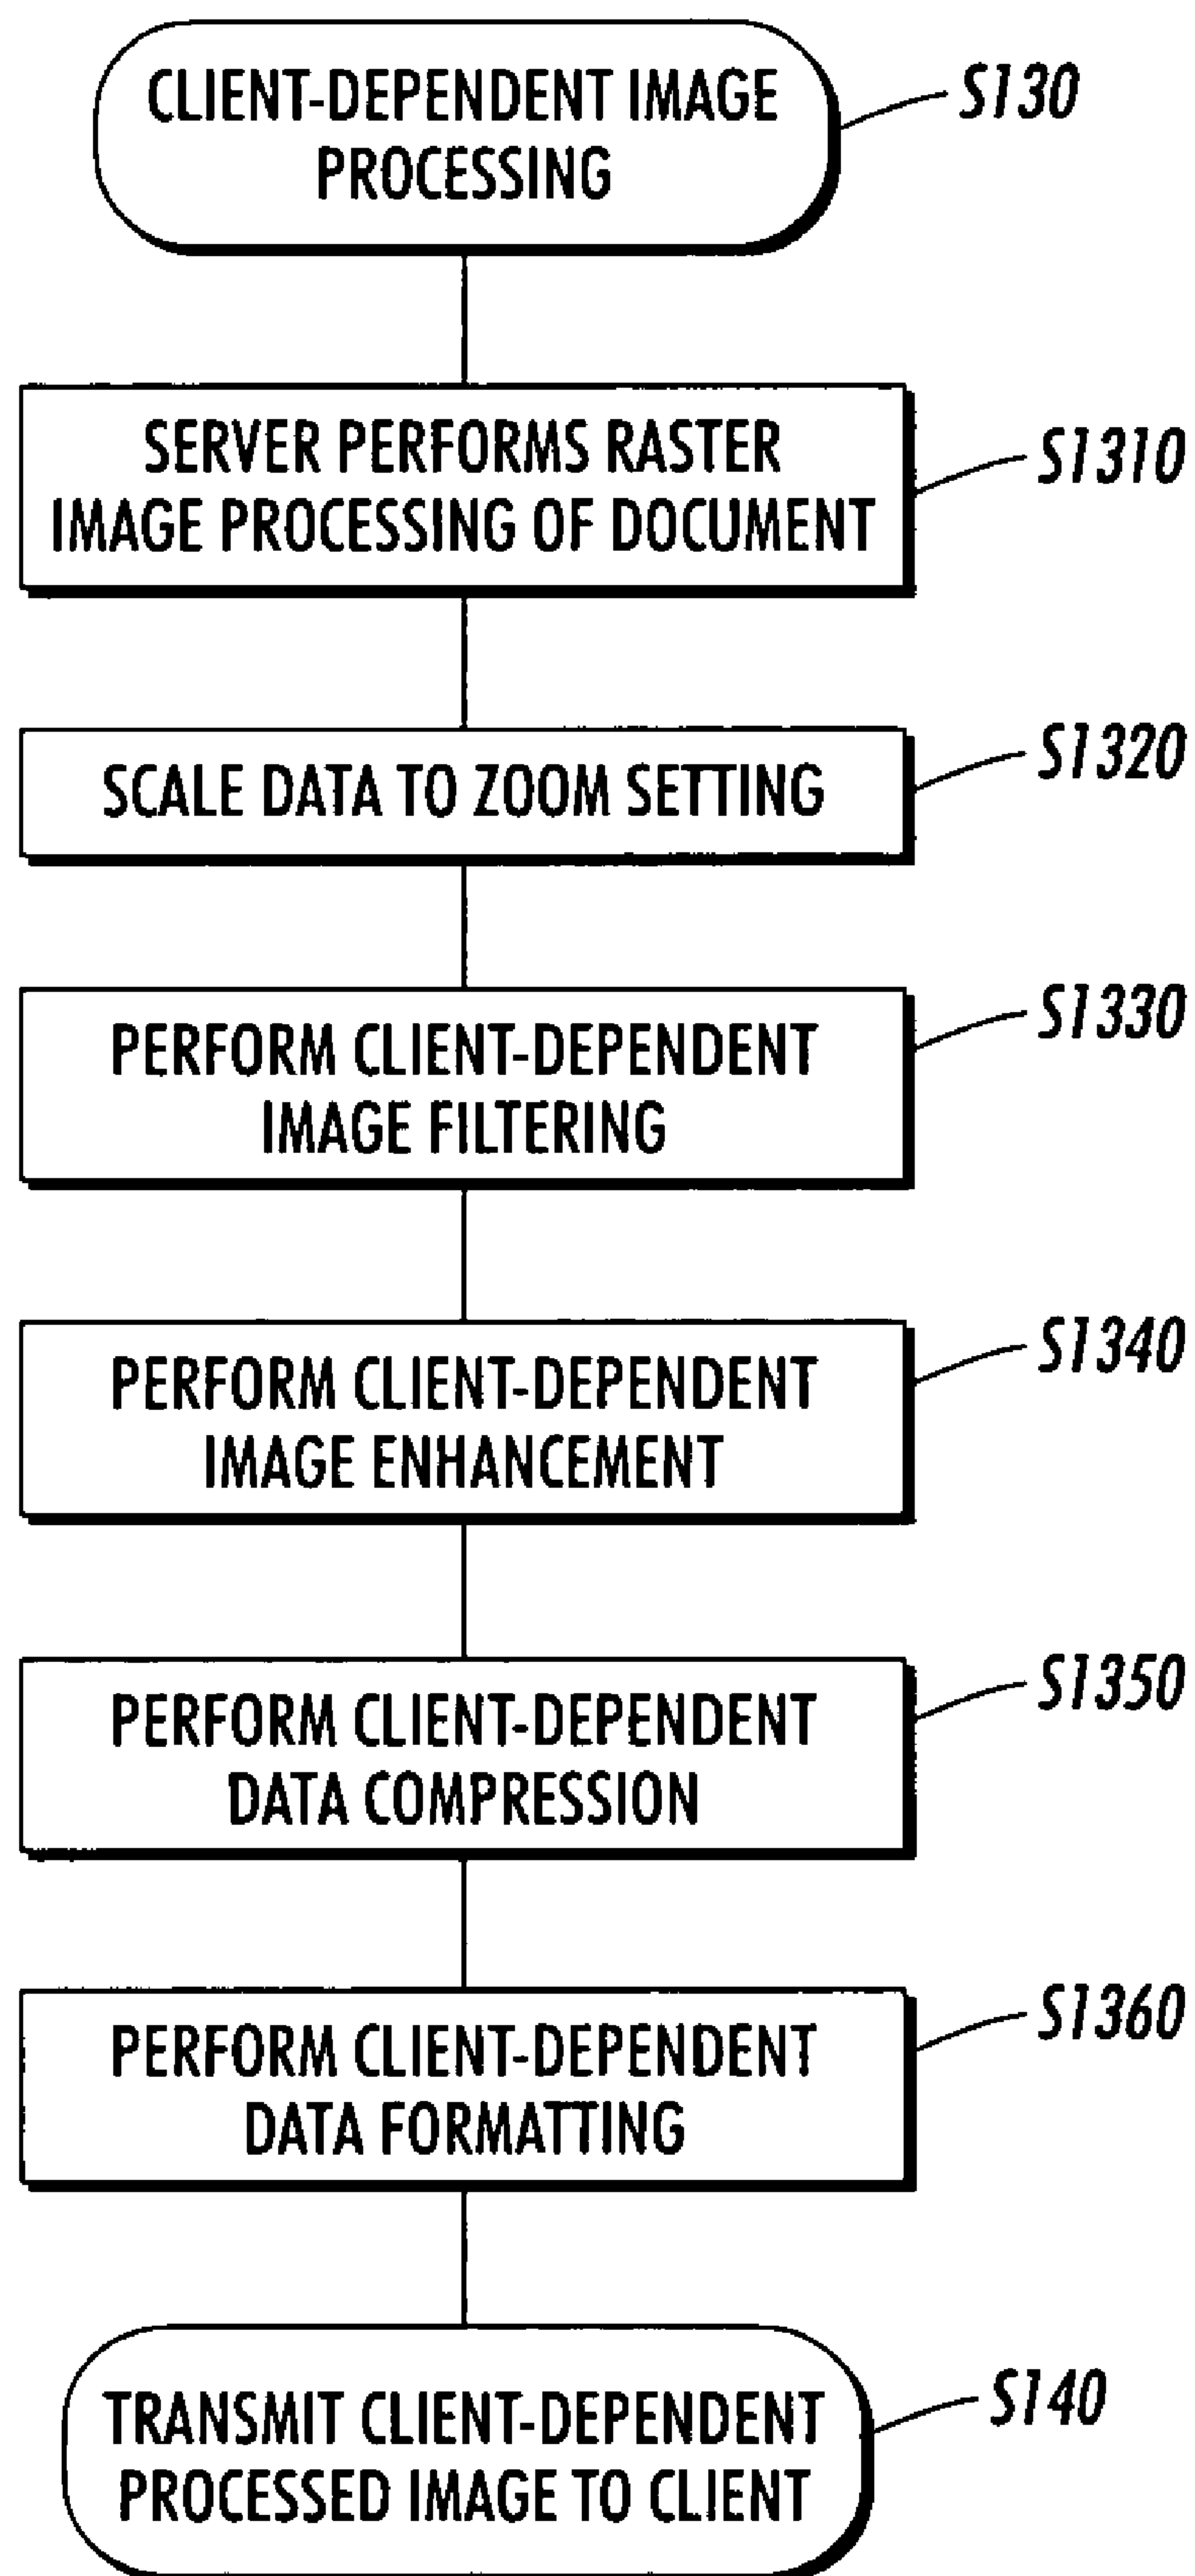 CLIENT-DEPENDENT IMAGE
PROCESSING
S130
SERVER PERFORMS RASTER
IMAGE PROCESSING OF DOCUMENT
S1310
SCALE DATA TO ZOOM SETTING
S1320
PERFORM CLIENT-DEPENDENT
IMAGE FILTERING
S1330
PERFORM CLIENT-DEPENDENT
IMAGE ENHANCEMENT
S1340
PERFORM CLIENT-DEPENDENT
DATA COMPRESSION
S1350
PERFORM CLIENT-DEPENDENT
DATA FORMATTING
S1360
TRANSMIT CLIENT-DEPENDENT
PROCESSED IMAGE TO CLIENT
S140